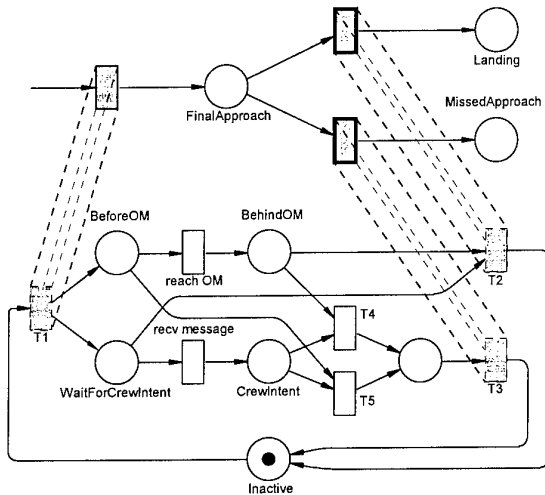 Landing
FinalApproach
MissedApproach
BeforeOM
BehindOM
reach OM
T2
T1
recv message
T4
WaitForCrewIntent
CrewIntent
T5
T3
Inactive